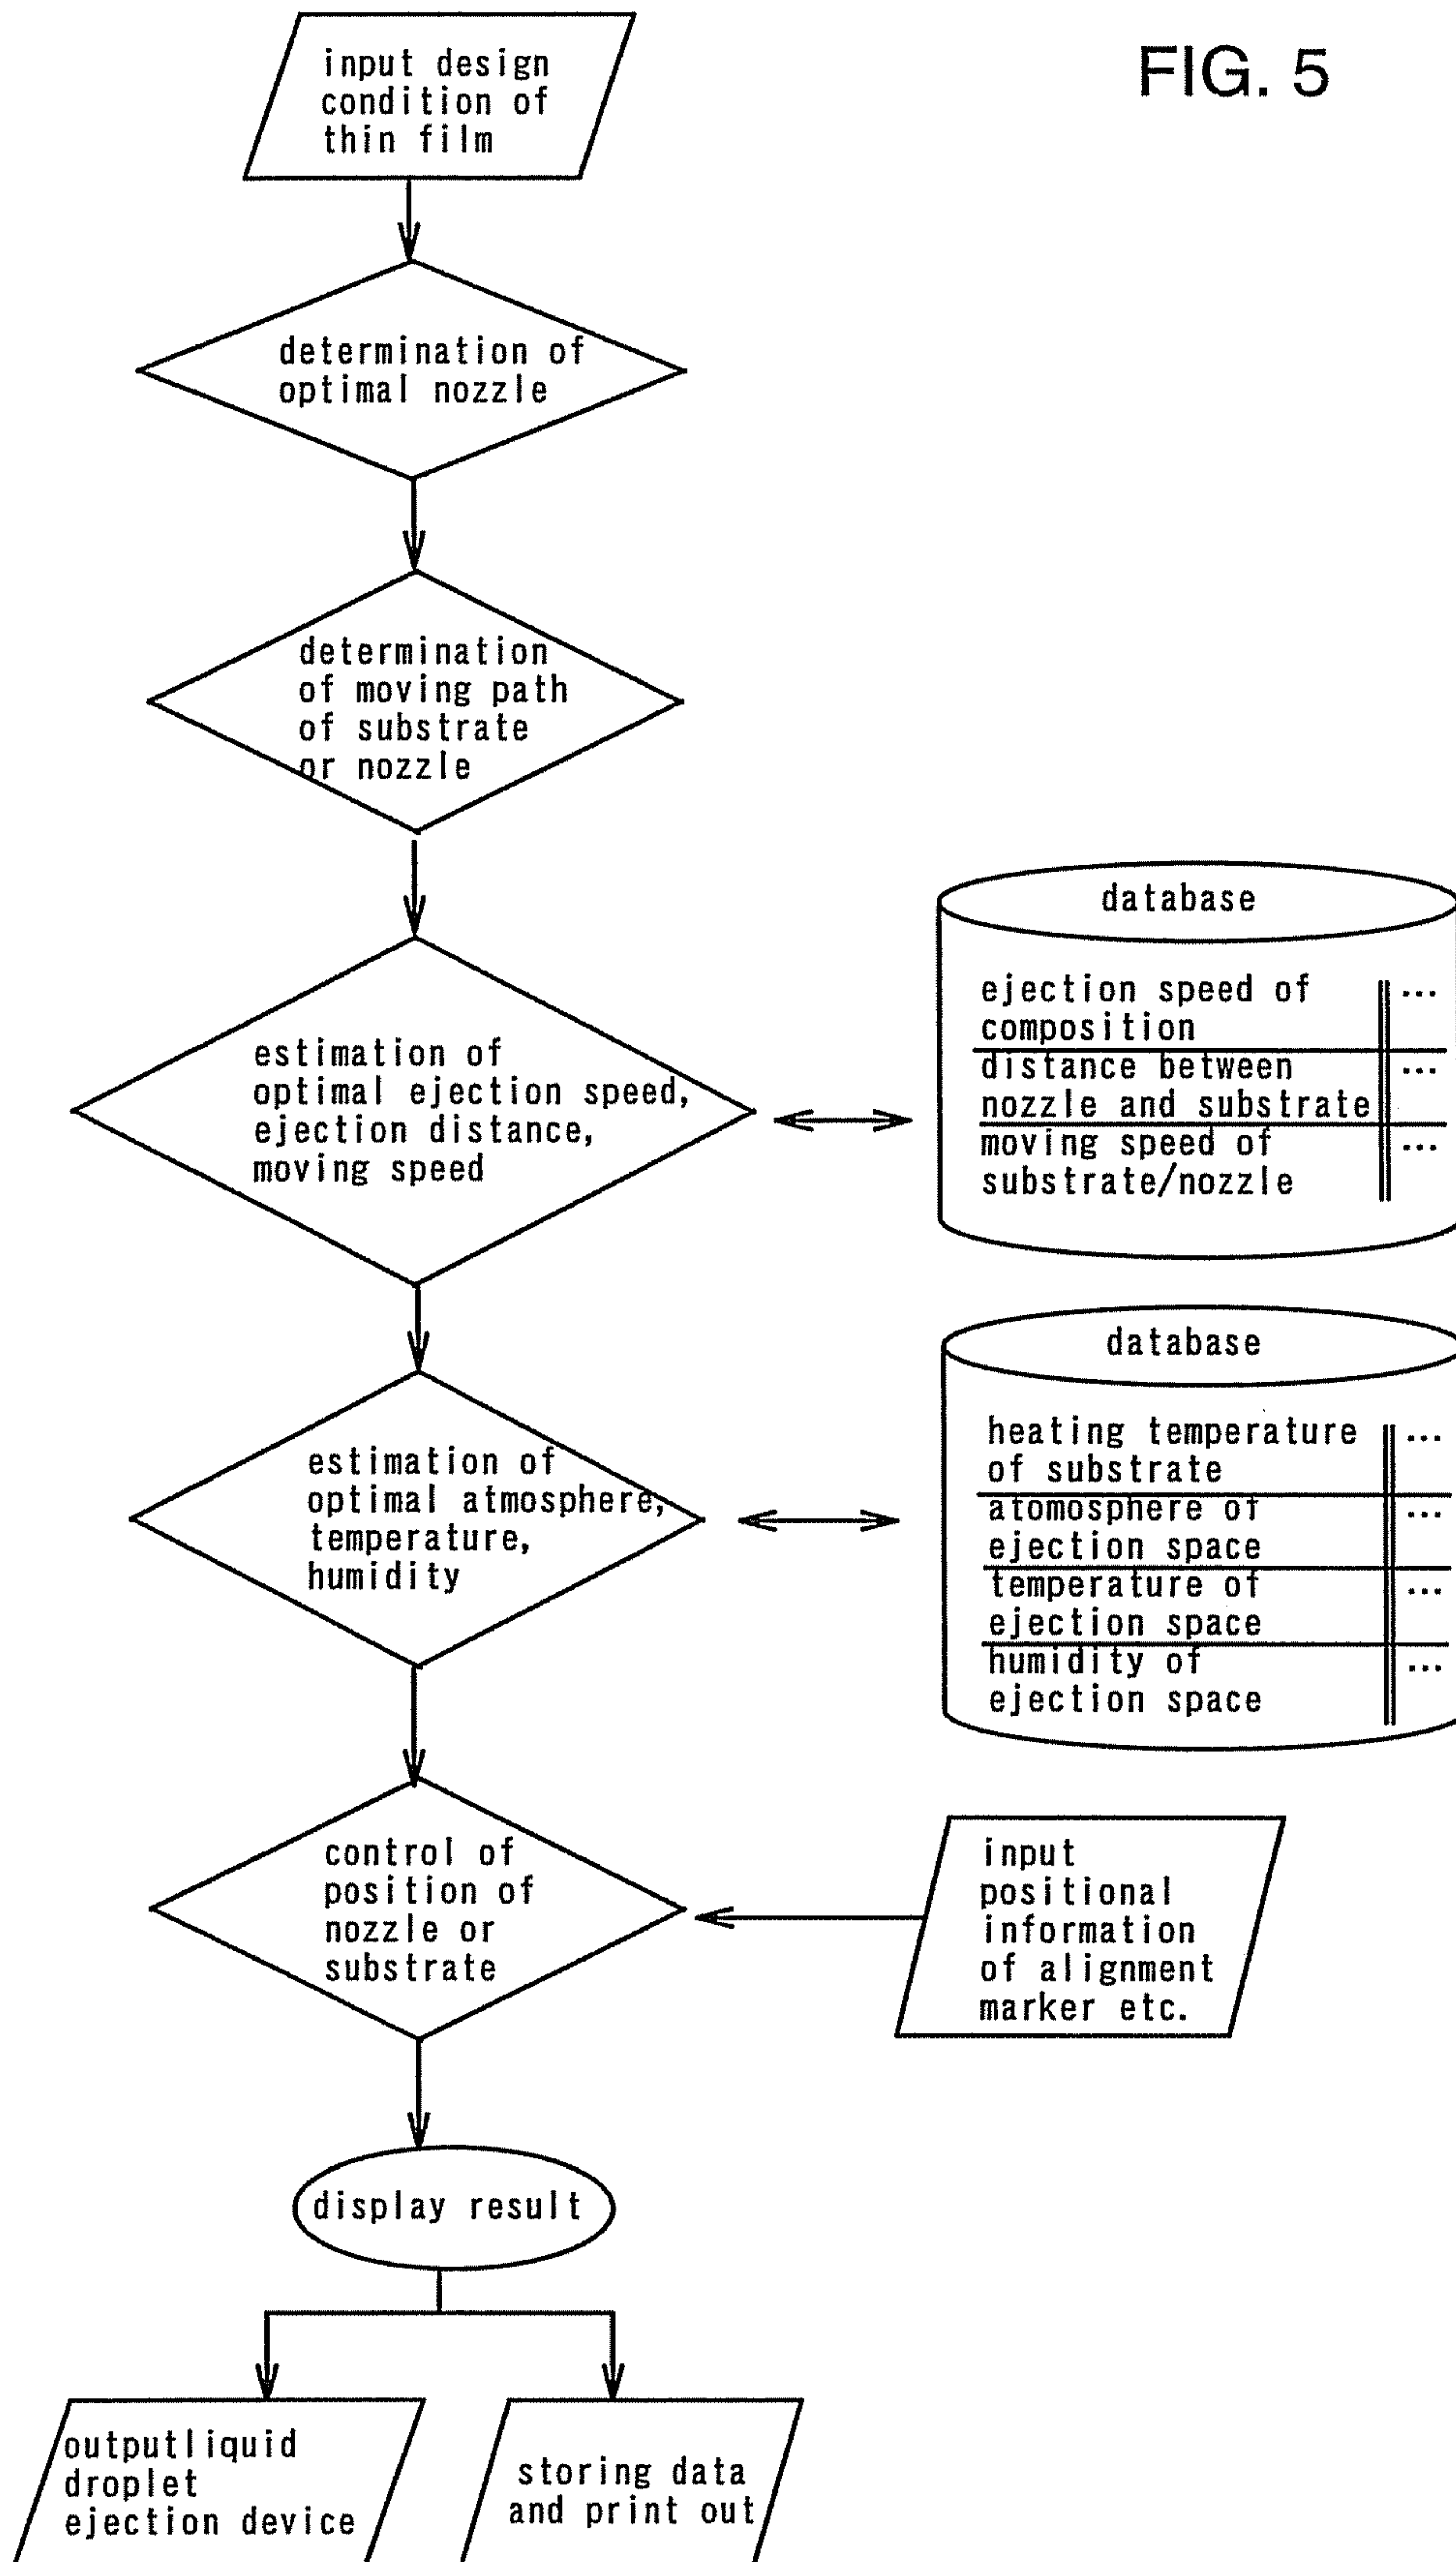 FIG. 5
input design
condition of
thin film
determination of
optimal nozzle
determination
of moving path
of substrate
or nozzle
estimation of
optimal ejection speed,
ejection distance,
moving speed
database
ejection speed of ...
composition
distance between ...
nozzle and substrate
moving speed of ...
substrate/nozzle
estimation of
optimal atmosphere,
temperature,
humidity
database
heating temperature ...
of substrate
atomosphere of ...
ejection space
temperature of ...
ejection space
humidity of ...
ejection space
control of
position of
nozzle or
substrate
input
positional
information
of alignment
marker etc.
display result
outputliquid
droplet
ejection device
storing data
and print out